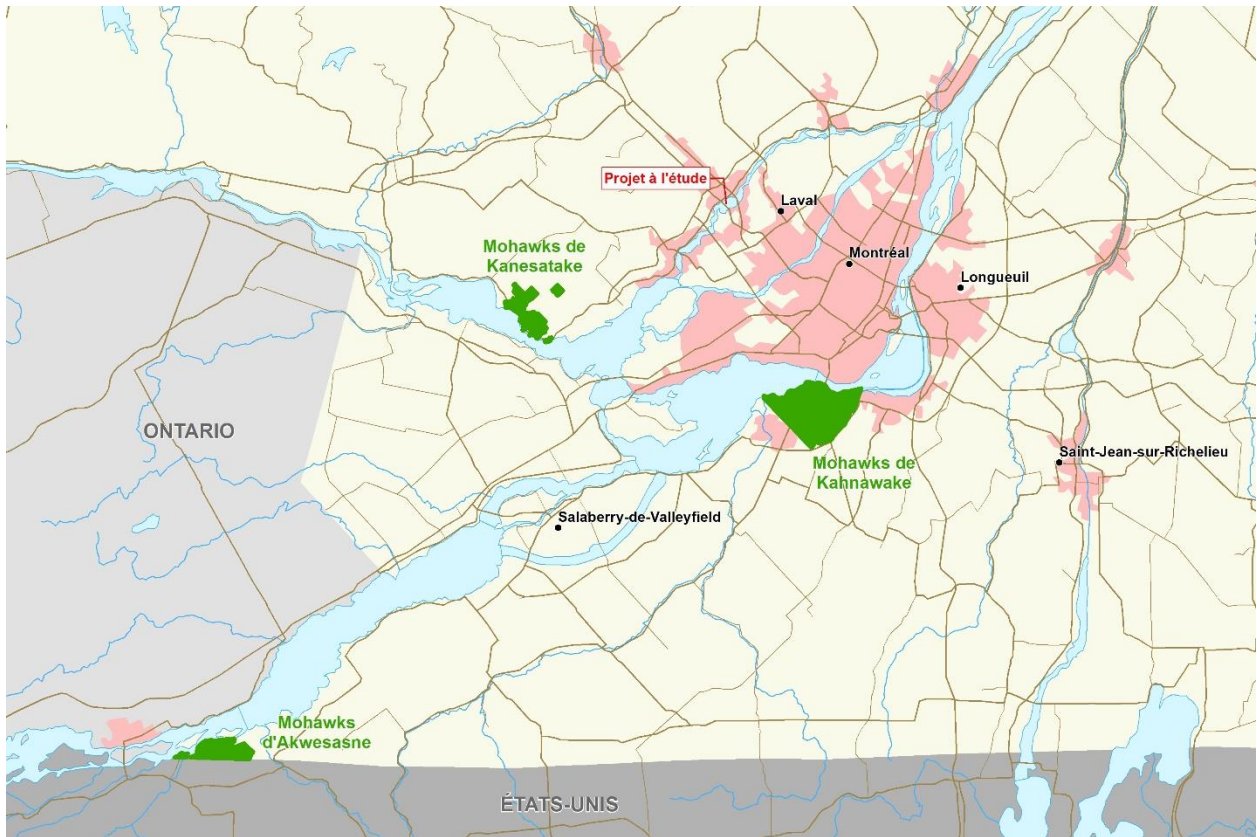 Projet à l'étude
Laval
Mohawks de
Kanesatake
Montréal
Longueuil
ONTARIO
Mohawks de
Kahnawake
Saint-Jean-sur-Richelieu
Salaberry-de-Valleyfield
Mohawks
d'Akwesasne
ÉTATS-UNIS